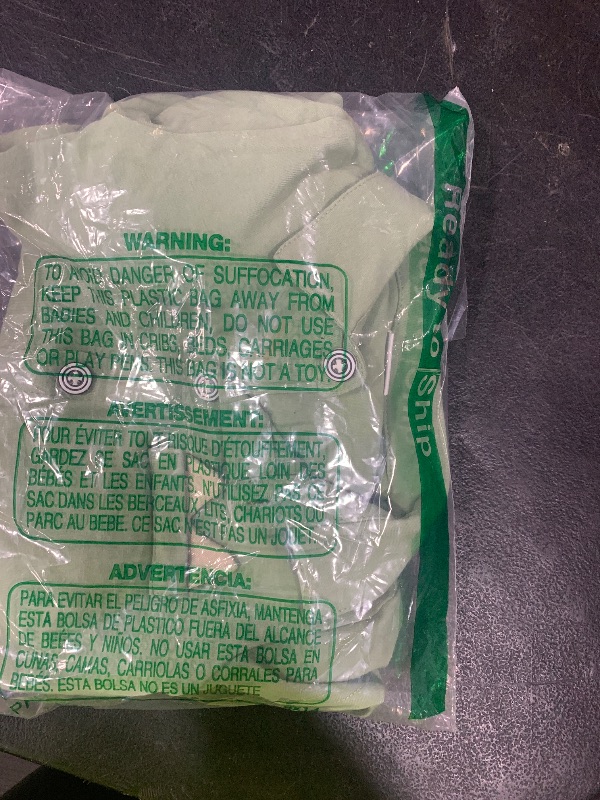 WARNING:
TO AVOID DANGER OF SUFFOCATION,
KEEP THIS PLASTIC BAG AWAY FROM
BABIES AND CHILDREN, DO NOT USE
THIS BAG IN CRIBS, BEDS, CARRIAGES
OR PLAY PENS. THIS BAG IS NOT A TOY.
AVERTISSEMENT:
POUR ÉVITER TOUT RISQUE D'ÉTOUFFEMENT,
GARDEZ CE SAC EN PLASTIQUE LOIN DES
BÉBÉS ET LES ENFANTS. N'UTILISEZ PAS CE
SAC DANS LES BERCEAUX, LITS, CHARIOTS OU
PARC AU BEBE. CE SAC N'EST PAS UN JOUET.
ADVERTENCIA:
PARA EVITAR EL PELIGRO DE ASFIXIA, MANTENGA
ESTA BOLSA DE PLASTICO FUERA DEL ALCANCE
DE BEBÉS Y NIÑOS. NO USAR ESTA BOLSA EN
CUNAS, CAMAS, CARRIOLAS O CORRALES PARA
BEBES. ESTA BOLSA NO ES UN JUGUETE
Ready to Ship